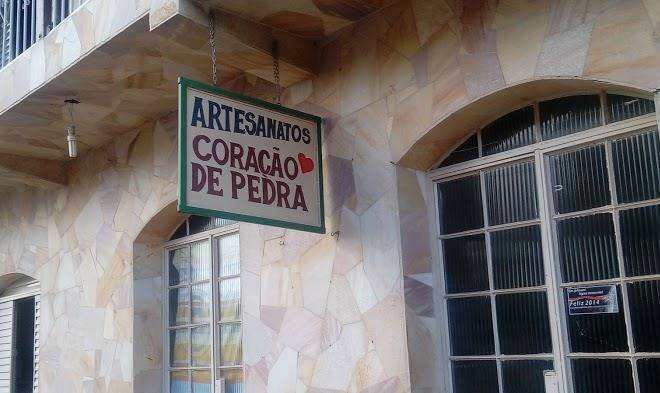 ARTESANATOS
CORAÇÃO
DE PEDRA
Feliz 2014